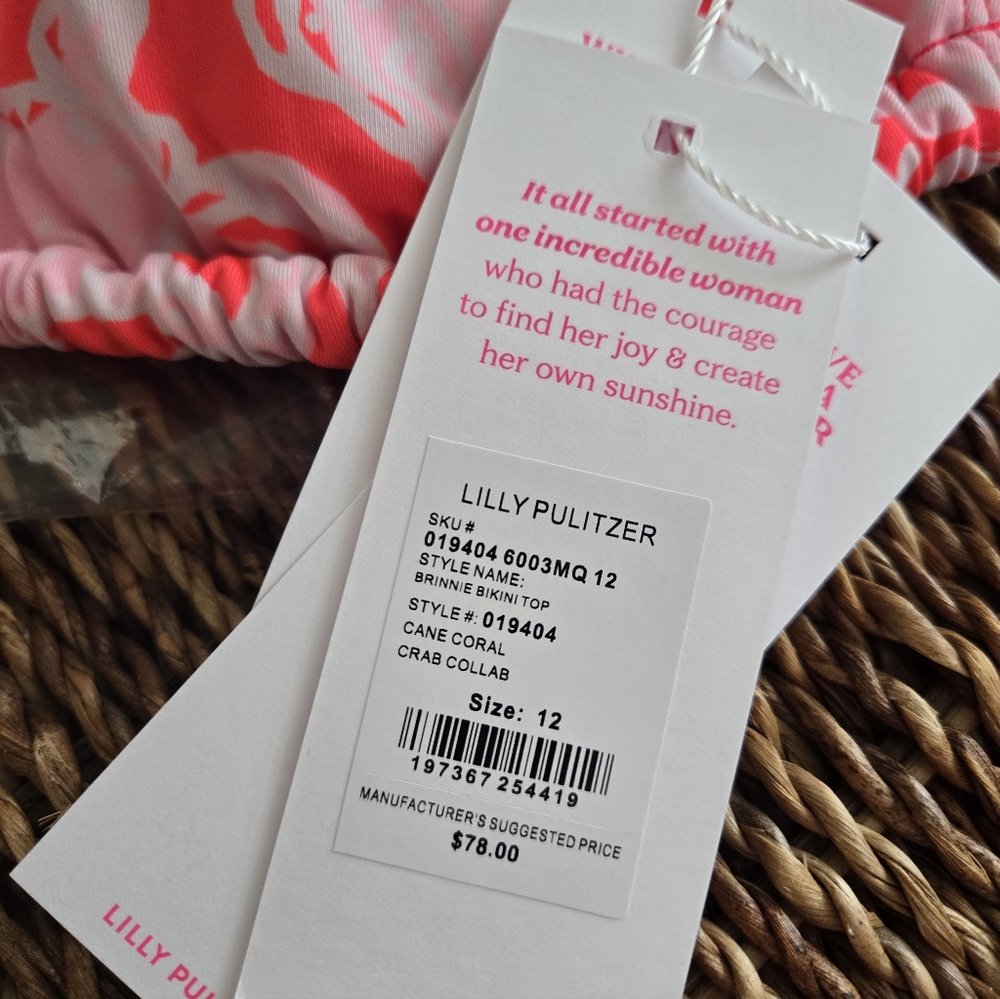 It all started with
one incredible woman
who had the courage
to find her joy & create
her own sunshine.
LILLY PULITZER
SKU #
019404 6003MQ 12
STYLE NAME:
BRINNIE BIKINI TOP
STYLE #: 019404
CANE CORAL
CRAB COLLAB
Size: 12
197367 254419
MANUFACTURER'S SUGGESTED PRICE
$78.00
LILLY PU